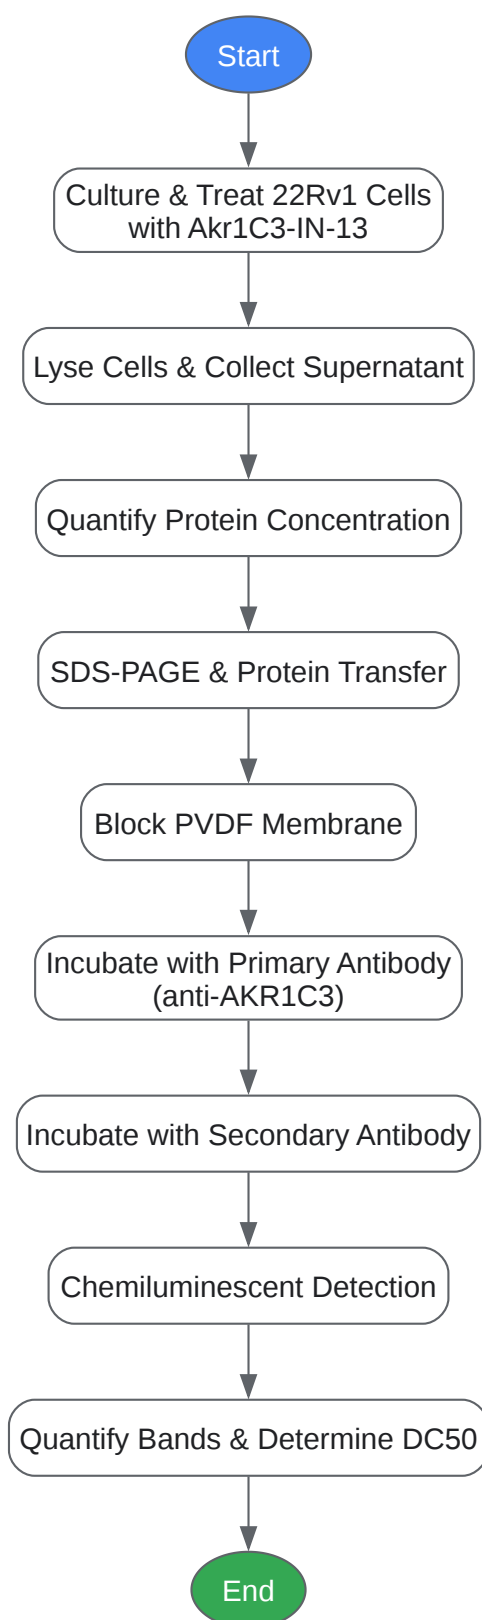 Start
Culture & Treat 22Rv1 Cells
with Akr1C3-IN-13
Lyse Cells & Collect Supernatant
Quantify Protein Concentration
SDS-PAGE & Protein Transfer
Block PVDF Membrane
Incubate with Primary Antibody
(anti-AKR1C3)
Incubate with Secondary Antibody
Chemiluminescent Detection
Quantify Bands & Determine DC50
End